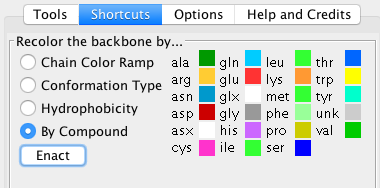 Tools Shortcuts Options Help and Credits
Recolor the backbone by...
Chain Color Ramp
Conformation Type
Hydrophobicity
By Compound
Enact
ala gln leu thr
arg glu lys trp
asn glx met tyr
asp gly phe unk
asx his pro val
cys ile ser